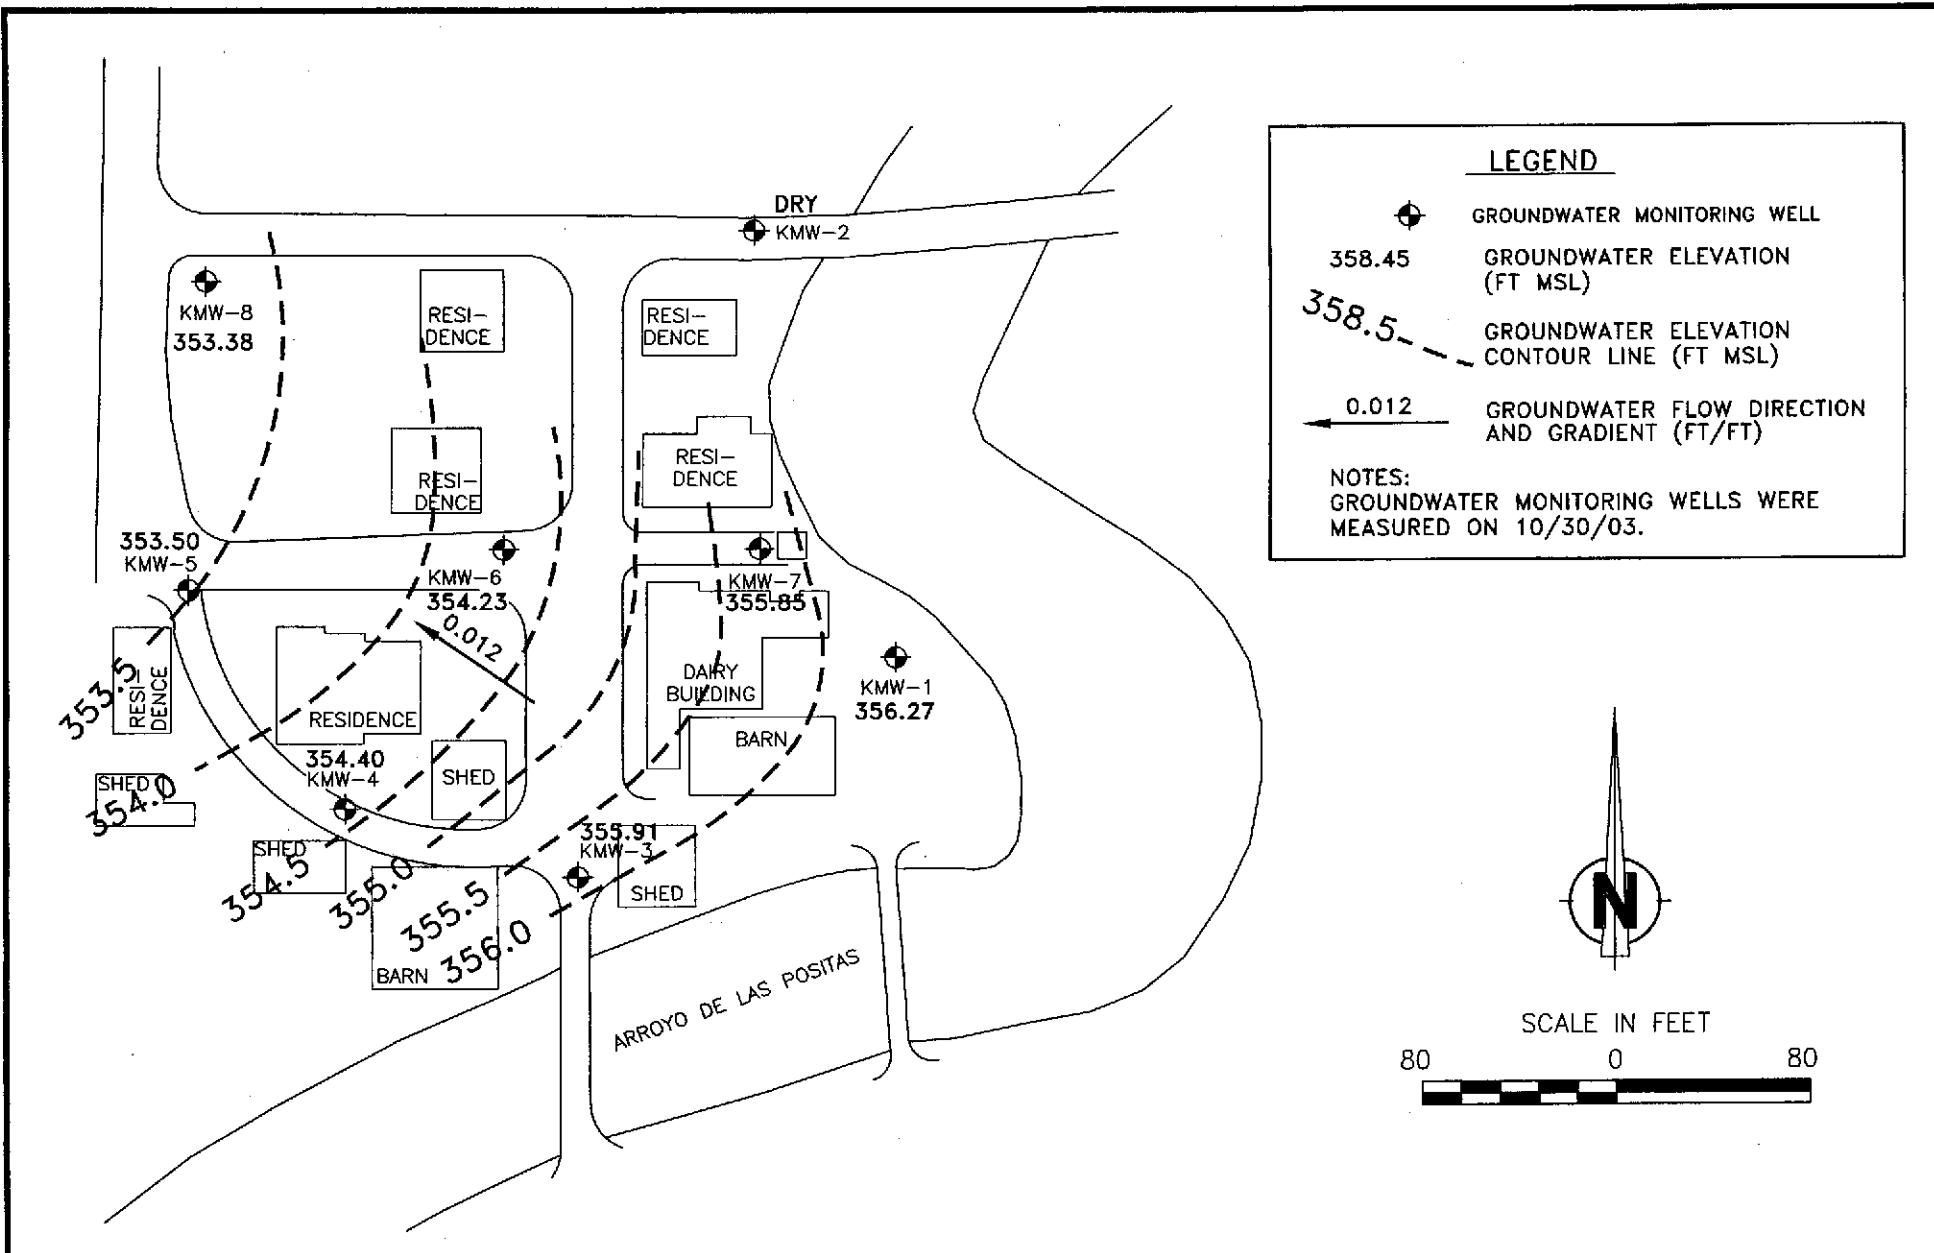 DRY
KMW-2
KMW-8
353.38
RESI-
DENCE
RESI-
DENCE
RESI-
DENCE
RESI-
DENCE
353.50
KMW-5
KMW-6
354.23
KMW-7
355.85
0.012
353.5
RESI-
DENCE
RESIDENCE
DAIRY
BUILDING
KMW-1
356.27
BARN
354.40
KMW-4
SHED
SHED
354.0
355.91
KMW-3
SHED
354.5
355.0
SHED
355.5
356.0
BARN
ARROYO DE LAS POSITAS
LEGEND
GROUNDWATER MONITORING WELL
358.45
GROUNDWATER ELEVATION
(FT MSL)
358.5
GROUNDWATER ELEVATION
CONTOUR LINE (FT MSL)
0.012
GROUNDWATER FLOW DIRECTION
AND GRADIENT (FT/FT)
NOTES:
GROUNDWATER MONITORING WELLS WERE
MEASURED ON 10/30/03.
N
SCALE IN FEET
80 0 80